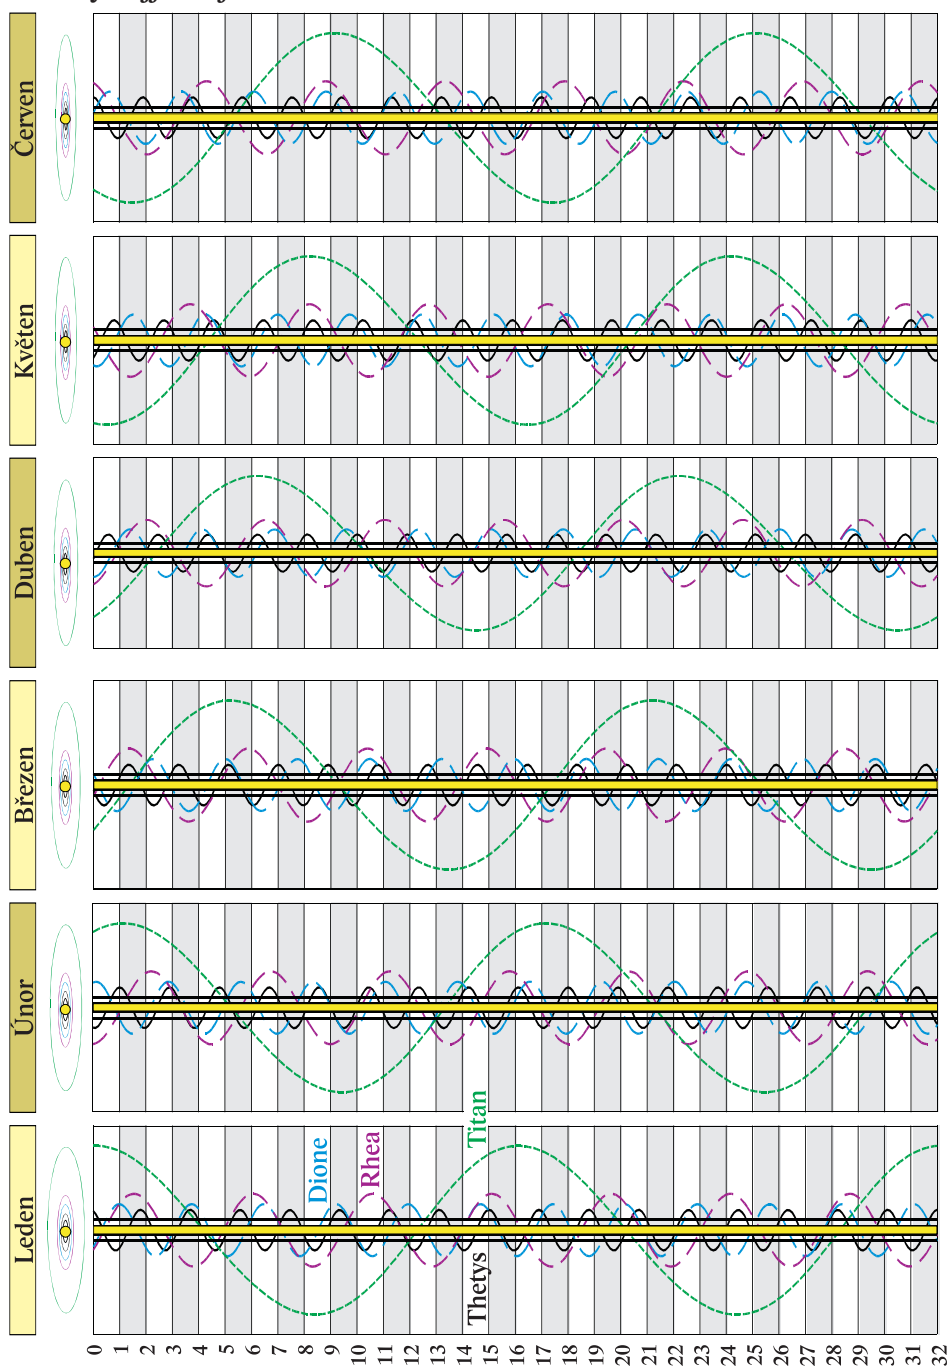 Leden
Únor
Březen
Duben
Květen
Červen
Thetys
Dione
Rhea
Titan
0 1 2 3 4 5 6 7 8 9 10 11 12 13 14 15 16 17 18 19 20 21 22 23 24 25 26 27 28 29 30 31 32